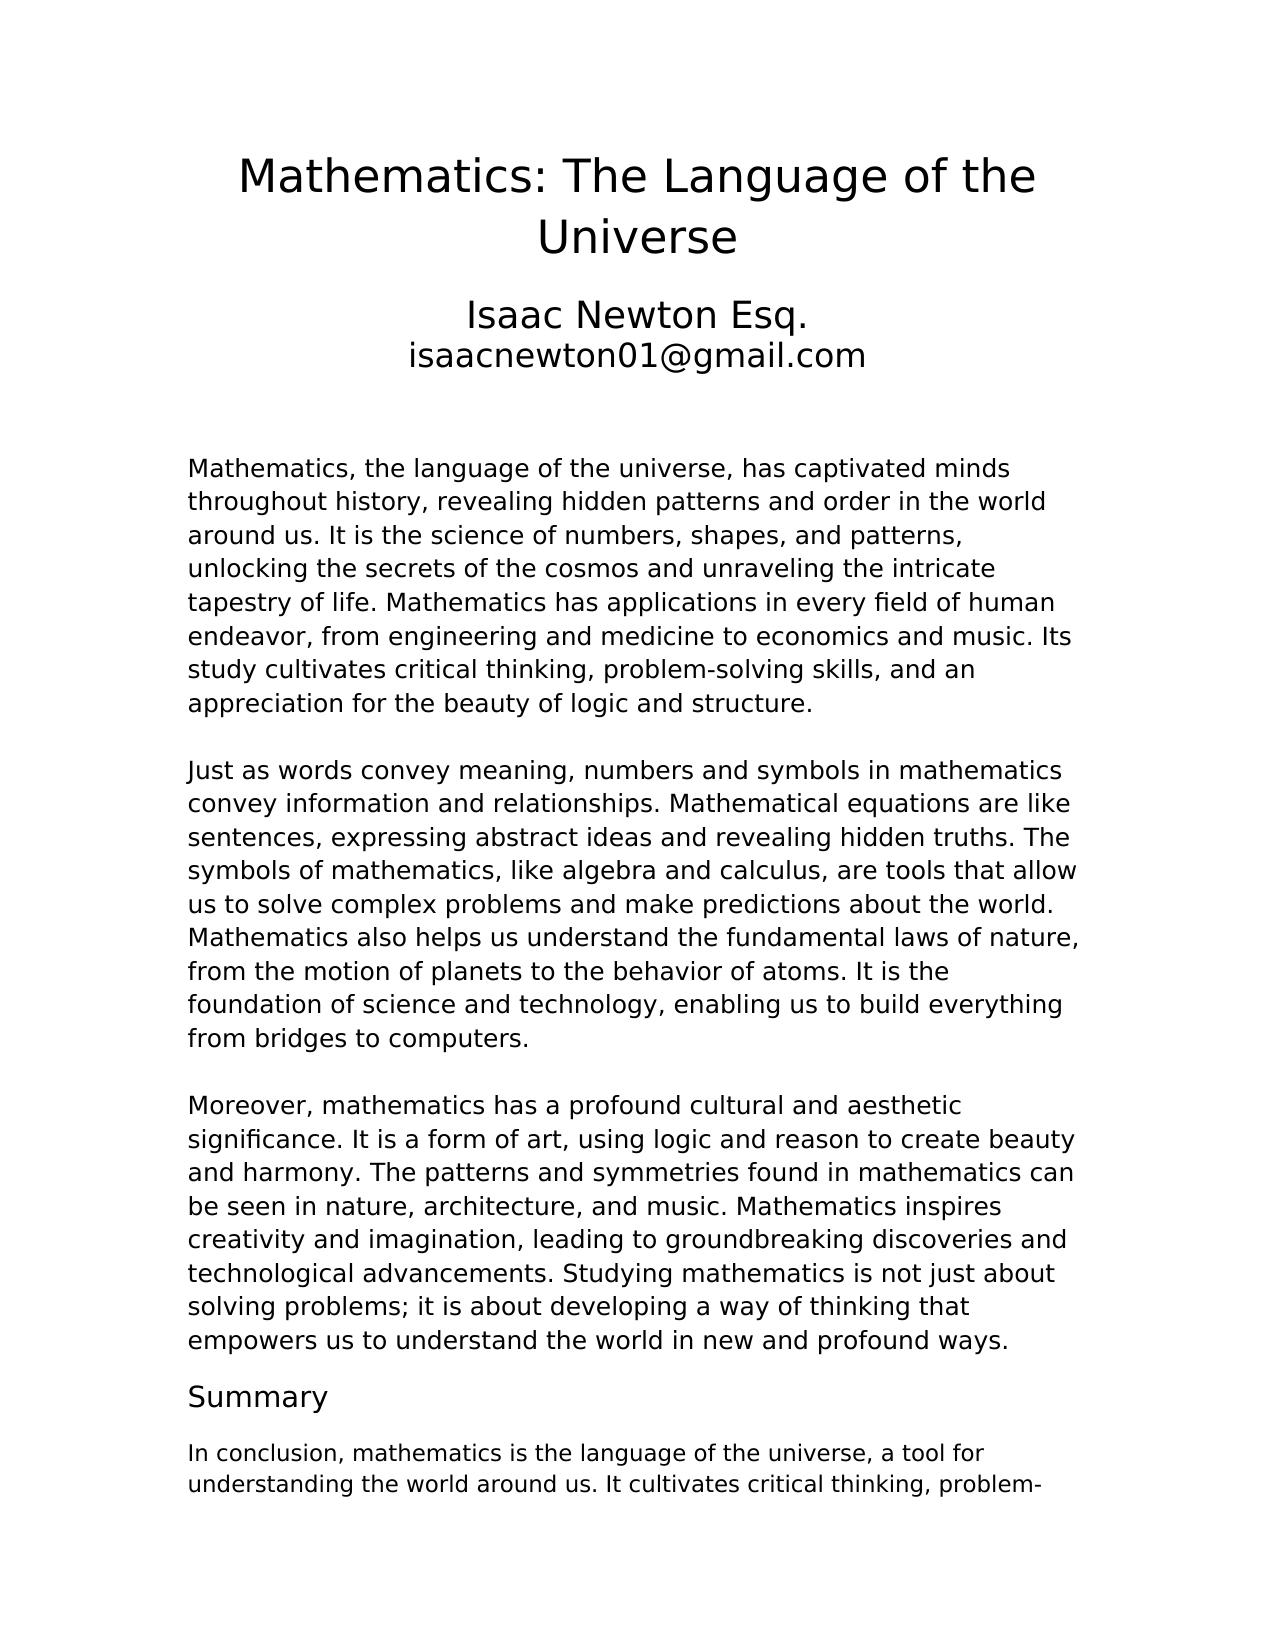 Mathematics: The Language of the
Universe
Isaac Newton Esq.
isaacnewton01@gmail.com
Mathematics, the language of the universe, has captivated minds
throughout history, revealing hidden patterns and order in the world
around us. It is the science of numbers, shapes, and patterns,
unlocking the secrets of the cosmos and unraveling the intricate
tapestry of life. Mathematics has applications in every field of human
endeavor, from engineering and medicine to economics and music. Its
study cultivates critical thinking, problem-solving skills, and an
appreciation for the beauty of logic and structure.
Just as words convey meaning, numbers and symbols in mathematics
convey information and relationships. Mathematical equations are like
sentences, expressing abstract ideas and revealing hidden truths. The
symbols of mathematics, like algebra and calculus, are tools that allow
us to solve complex problems and make predictions about the world.
Mathematics also helps us understand the fundamental laws of nature,
from the motion of planets to the behavior of atoms. It is the
foundation of science and technology, enabling us to build everything
from bridges to computers.
Moreover, mathematics has a profound cultural and aesthetic
significance. It is a form of art, using logic and reason to create beauty
and harmony. The patterns and symmetries found in mathematics can
be seen in nature, architecture, and music. Mathematics inspires
creativity and imagination, leading to groundbreaking discoveries and
technological advancements. Studying mathematics is not just about
solving problems; it is about developing a way of thinking that
empowers us to understand the world in new and profound ways.
Summary
In conclusion, mathematics is the language of the universe, a tool for
understanding the world around us. It cultivates critical thinking, problem-